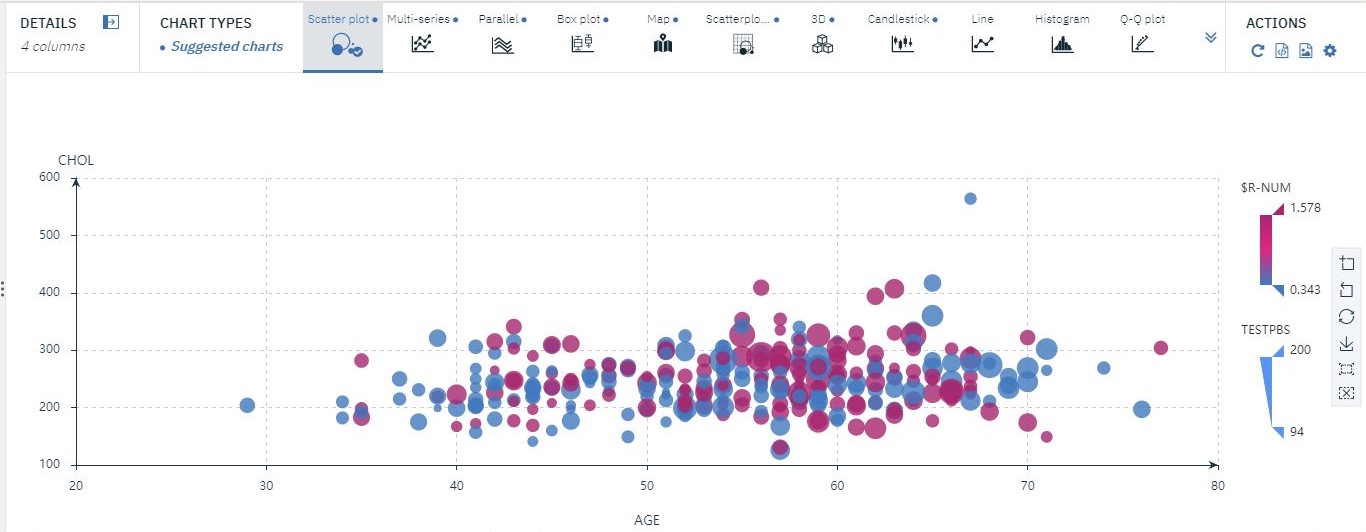 DETAILS
4 columns
CHART TYPES
Suggested charts
Scatter plot
Multi-series
Parallel
Box plot
Map
Scatterplo...
3D
Candlestick
Line
Histogram
Q-Q plot
ACTIONS
CHOL
600
500
400
300
200
100
20 30 40 50 60 70 80
AGE
$R-NUM
1.578
0.343
TESTPBS
200
94